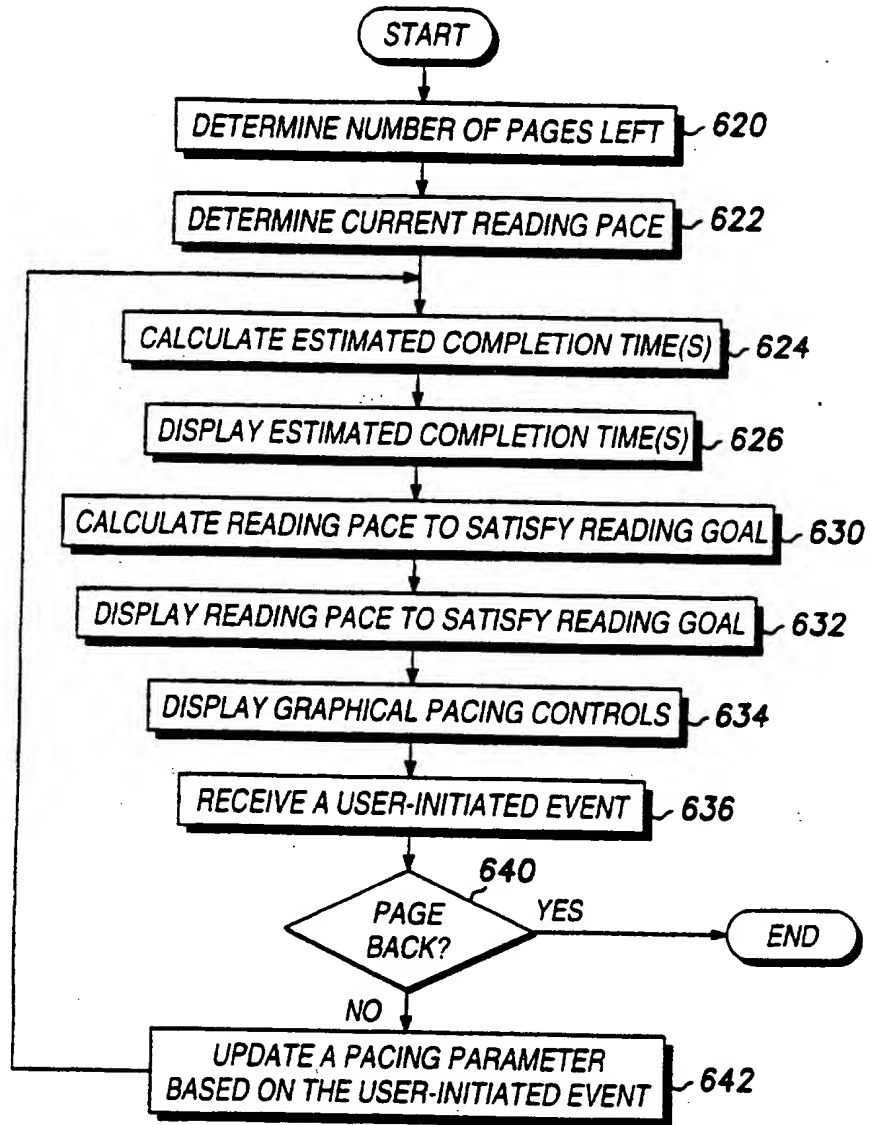 START
DETERMINE NUMBER OF PAGES LEFT 620
DETERMINE CURRENT READING PACE 622
CALCULATE ESTIMATED COMPLETION TIME(S) 624
DISPLAY ESTIMATED COMPLETION TIME(S) 626
CALCULATE READING PACE TO SATISFY READING GOAL 630
DISPLAY READING PACE TO SATISFY READING GOAL 632
DISPLAY GRAPHICAL PACING CONTROLS 634
RECEIVE A USER-INITIATED EVENT 636
640
PAGE
BACK?
YES
END
NO
UPDATE A PACING PARAMETER
BASED ON THE USER-INITIATED EVENT 642